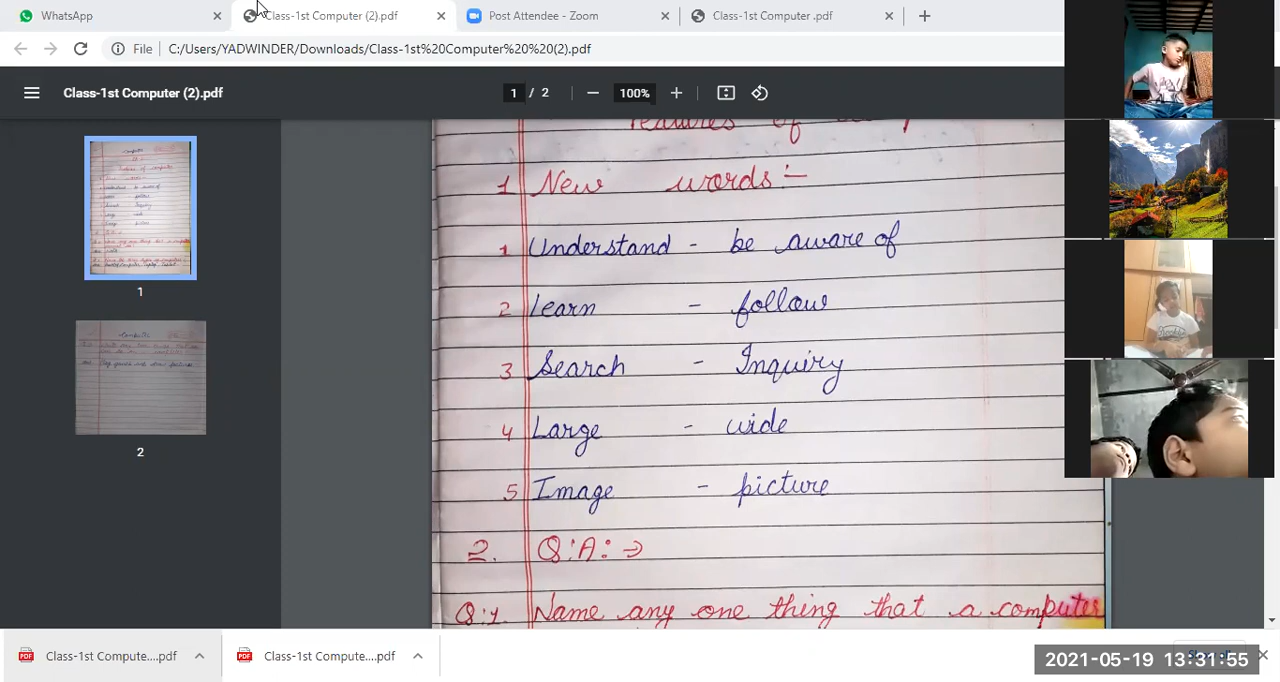 WhatsApp
Class-1st Computer (2).pdf
Post Attendee - Zoom
Class-1st Computer .pdf
File
C:/Users/YADWINDER/Downloads/Class-1st%20Computer%20%20(2).pdf
Class-1st Computer (2).pdf
1 / 2
100%
1
2
Features of
1 New words:-
1 Understand - be aware of
2 Learn - follow
3 Search - Inquiry
4 Large - wide
5 Image - picture
2. Q:A:→
Q:1. Name any one thing that a computer
Class-1st Compute....pdf
Class-1st Compute....pdf
2021-05-19 13:31:55